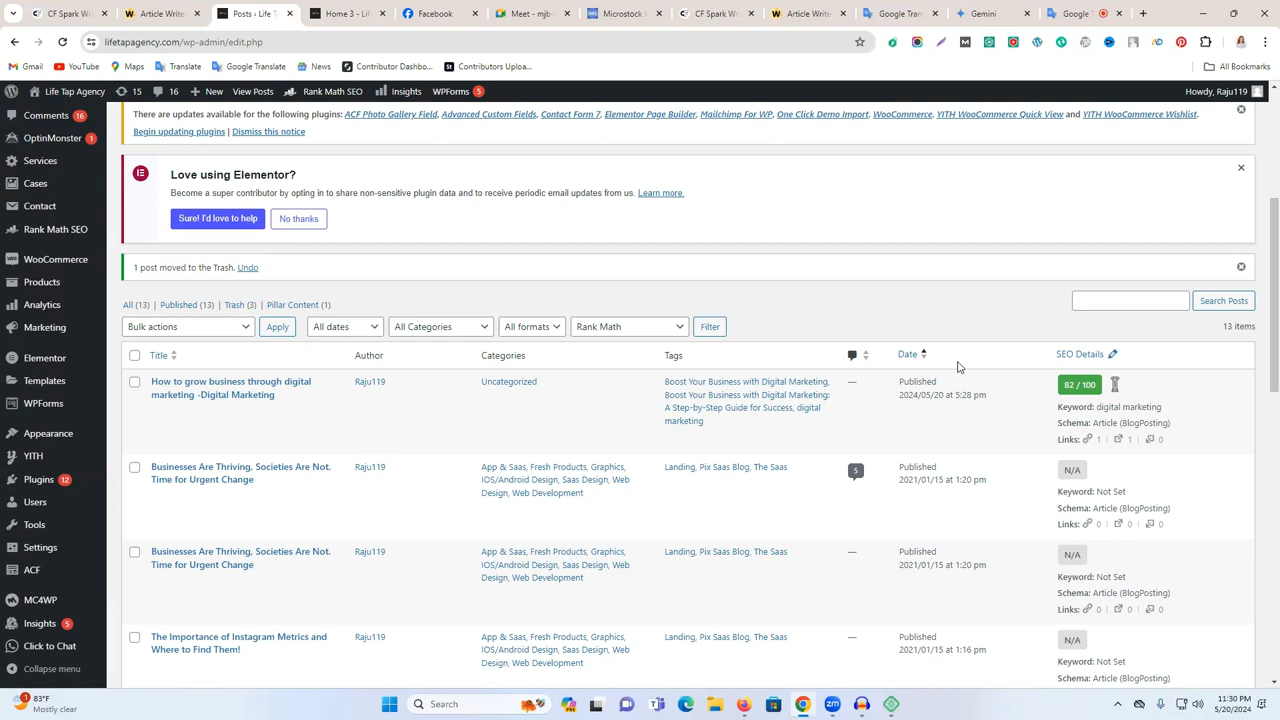 CF Spark Writ
Write Artic
Home 3 - Life
Facebook
Meet - mjb
Microstock
CF Spark Writ
Write Artic
Google Trans
Gemini
Google
lifetapagency.com/wp-admin/edit.php
Gmail YouTube Maps Translate Google Translate News Contributor Dashbo... Contributors Uploa... All Bookmarks
Life Tap Agency 15 16 New View Posts Rank Math SEO Insights WPForms 5 Howdy, Raju119
Comments 16
OptinMonster 1
Services
Cases
Contact
Rank Math SEO
WooCommerce
Products
Analytics
Marketing
Elementor
Templates
WPForms
Appearance
YITH
Plugins 12
Users
Tools
Settings
ACF
MC4WP
Insights 5
Click to Chat
Collapse menu
There are updates available for the following plugins: ACF Photo Gallery Field, Advanced Custom Fields, Contact Form 7, Elementor Page Builder, Mailchimp For WP, One Click Demo Import, WooCommerce, YITH WooCommerce Quick View and YITH WooCommerce Wishlist.
Begin updating plugins | Dismiss this notice
Love using Elementor?
Become a super contributor by opting in to share non-sensitive plugin data and to receive periodic email updates from us. Learn more.
Sure! I'd love to help No thanks
1 post moved to the Trash. Undo
All (13) | Published (13) | Trash (3) | Pillar Content (1)
Search Posts
Bulk actions Apply All dates All Categories All formats Rank Math Filter
13 items
Title Author Categories Tags Date SEO Details
How to grow business through digital
marketing -Digital Marketing
Raju119
Uncategorized
Boost Your Business with Digital Marketing,
Boost Your Business with Digital Marketing:
A Step-by-Step Guide for Success, digital
marketing
—
Published
2024/05/20 at 5:28 pm
82 / 100
Keyword: digital marketing
Schema: Article (BlogPosting)
Links: 1 | 1 | 0
Businesses Are Thriving, Societies Are Not.
Time for Urgent Change
Raju119
App & Saas, Fresh Products, Graphics,
IOS/Android Design, Saas Design, Web
Design, Web Development
Landing, Pix Saas Blog, The Saas
5
Published
2021/01/15 at 1:20 pm
N/A
Keyword: Not Set
Schema: Article (BlogPosting)
Links: 0 | 0 | 0
Businesses Are Thriving, Societies Are Not.
Time for Urgent Change
Raju119
App & Saas, Fresh Products, Graphics,
IOS/Android Design, Saas Design, Web
Design, Web Development
Landing, Pix Saas Blog, The Saas
—
Published
2021/01/15 at 1:20 pm
N/A
Keyword: Not Set
Schema: Article (BlogPosting)
Links: 0 | 0 | 0
The Importance of Instagram Metrics and
Where to Find Them!
Raju119
App & Saas, Fresh Products, Graphics,
IOS/Android Design, Saas Design, Web
Design, Web Development
Landing, Pix Saas Blog, The Saas
—
Published
2021/01/15 at 1:16 pm
N/A
Keyword: Not Set
Schema: Article (BlogPosting)
83°F
Mostly clear
Search
11:30 PM
5/20/2024